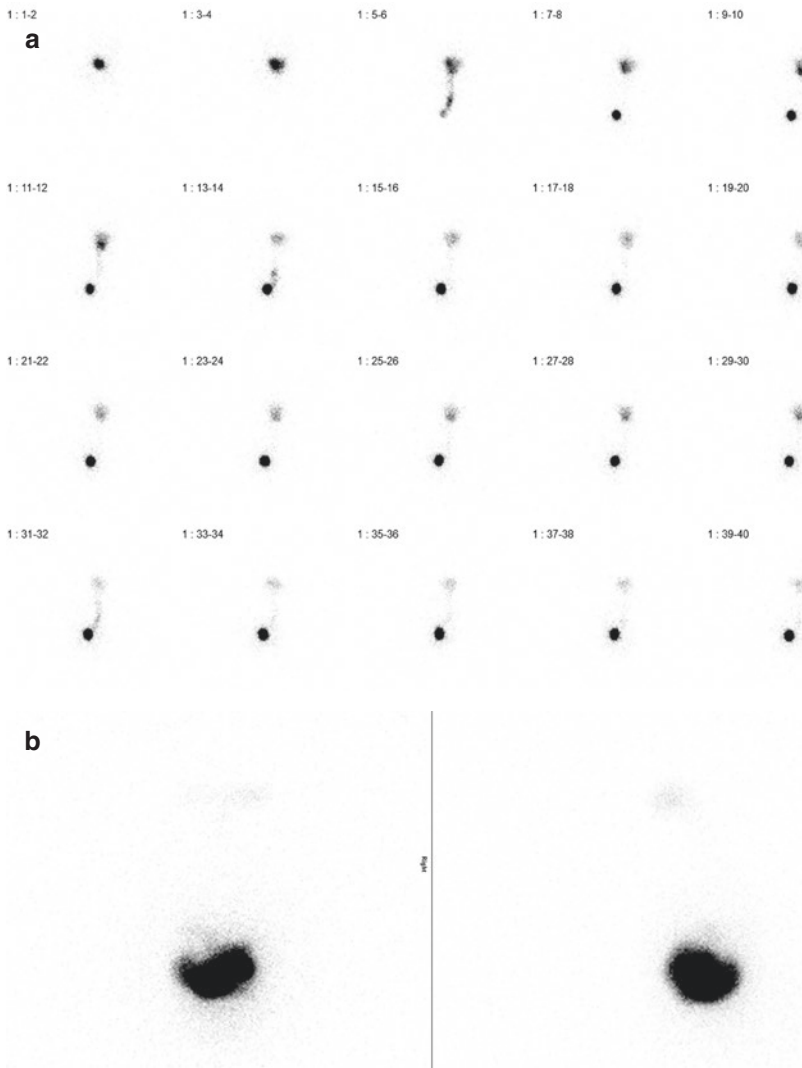 a
1 : 1-2 1 : 3-4 1 : 5-6 1 : 7-8 1 : 9-10
1 : 11-12 1 : 13-14 1 : 15-16 1 : 17-18 1 : 19-20
1 : 21-22 1 : 23-24 1 : 25-26 1 : 27-28 1 : 29-30
1 : 31-32 1 : 33-34 1 : 35-36 1 : 37-38 1 : 39-40
b
Right